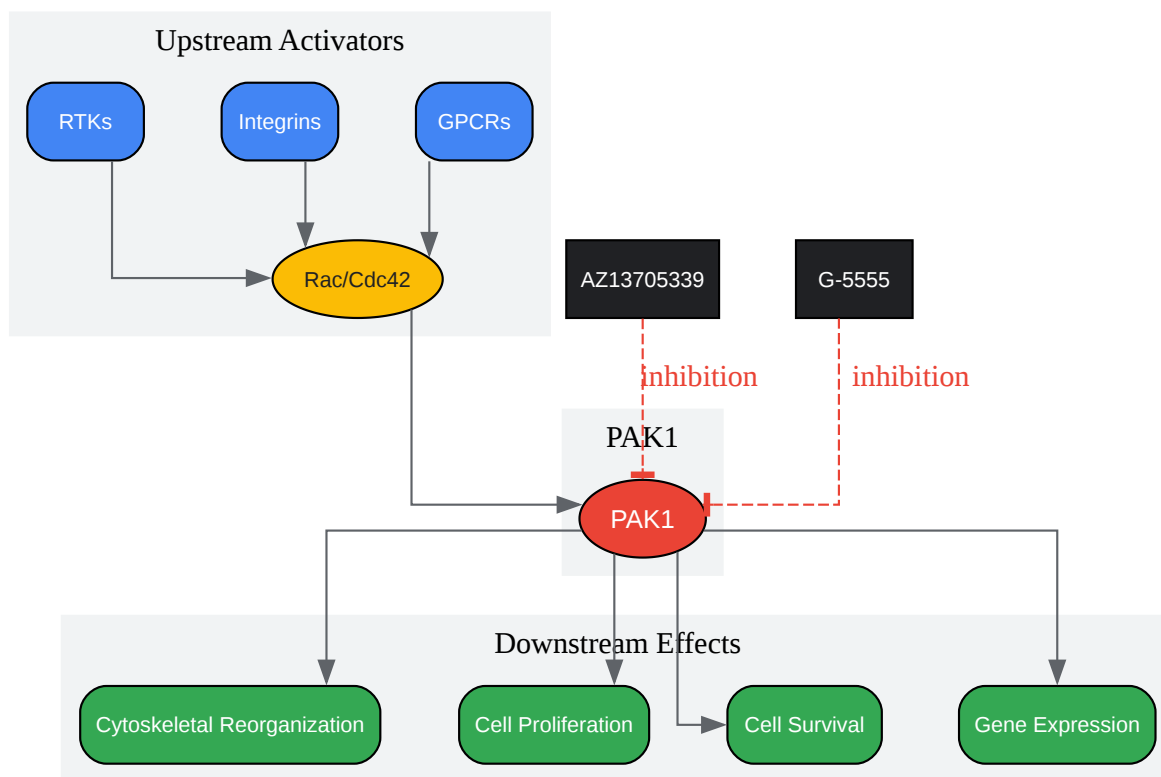 Upstream Activators
RTKs
Integrins
GPCRs
Rac/Cdc42
AZ13705339
G-5555
inhibition
inhibition
PAK1
PAK1
Downstream Effects
Cytoskeletal Reorganization
Cell Proliferation
Cell Survival
Gene Expression